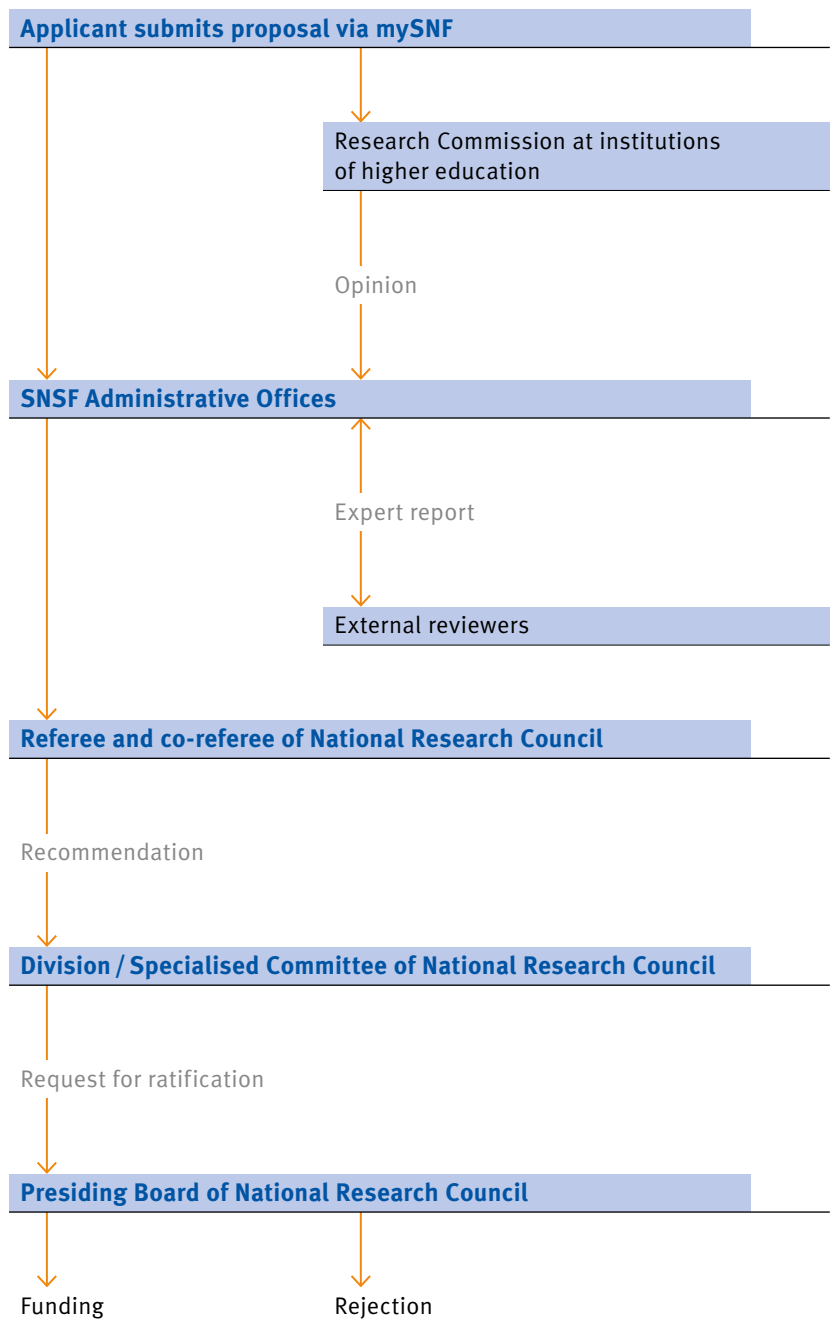 Applicant submits proposal via mySNF
Research Commission at institutions
of higher education
Opinion
SNSF Administrative Offices
Expert report
External reviewers
Referee and co-referee of National Research Council
Recommendation
Division / Specialised Committee of National Research Council
Request for ratification
Presiding Board of National Research Council
Funding
Rejection